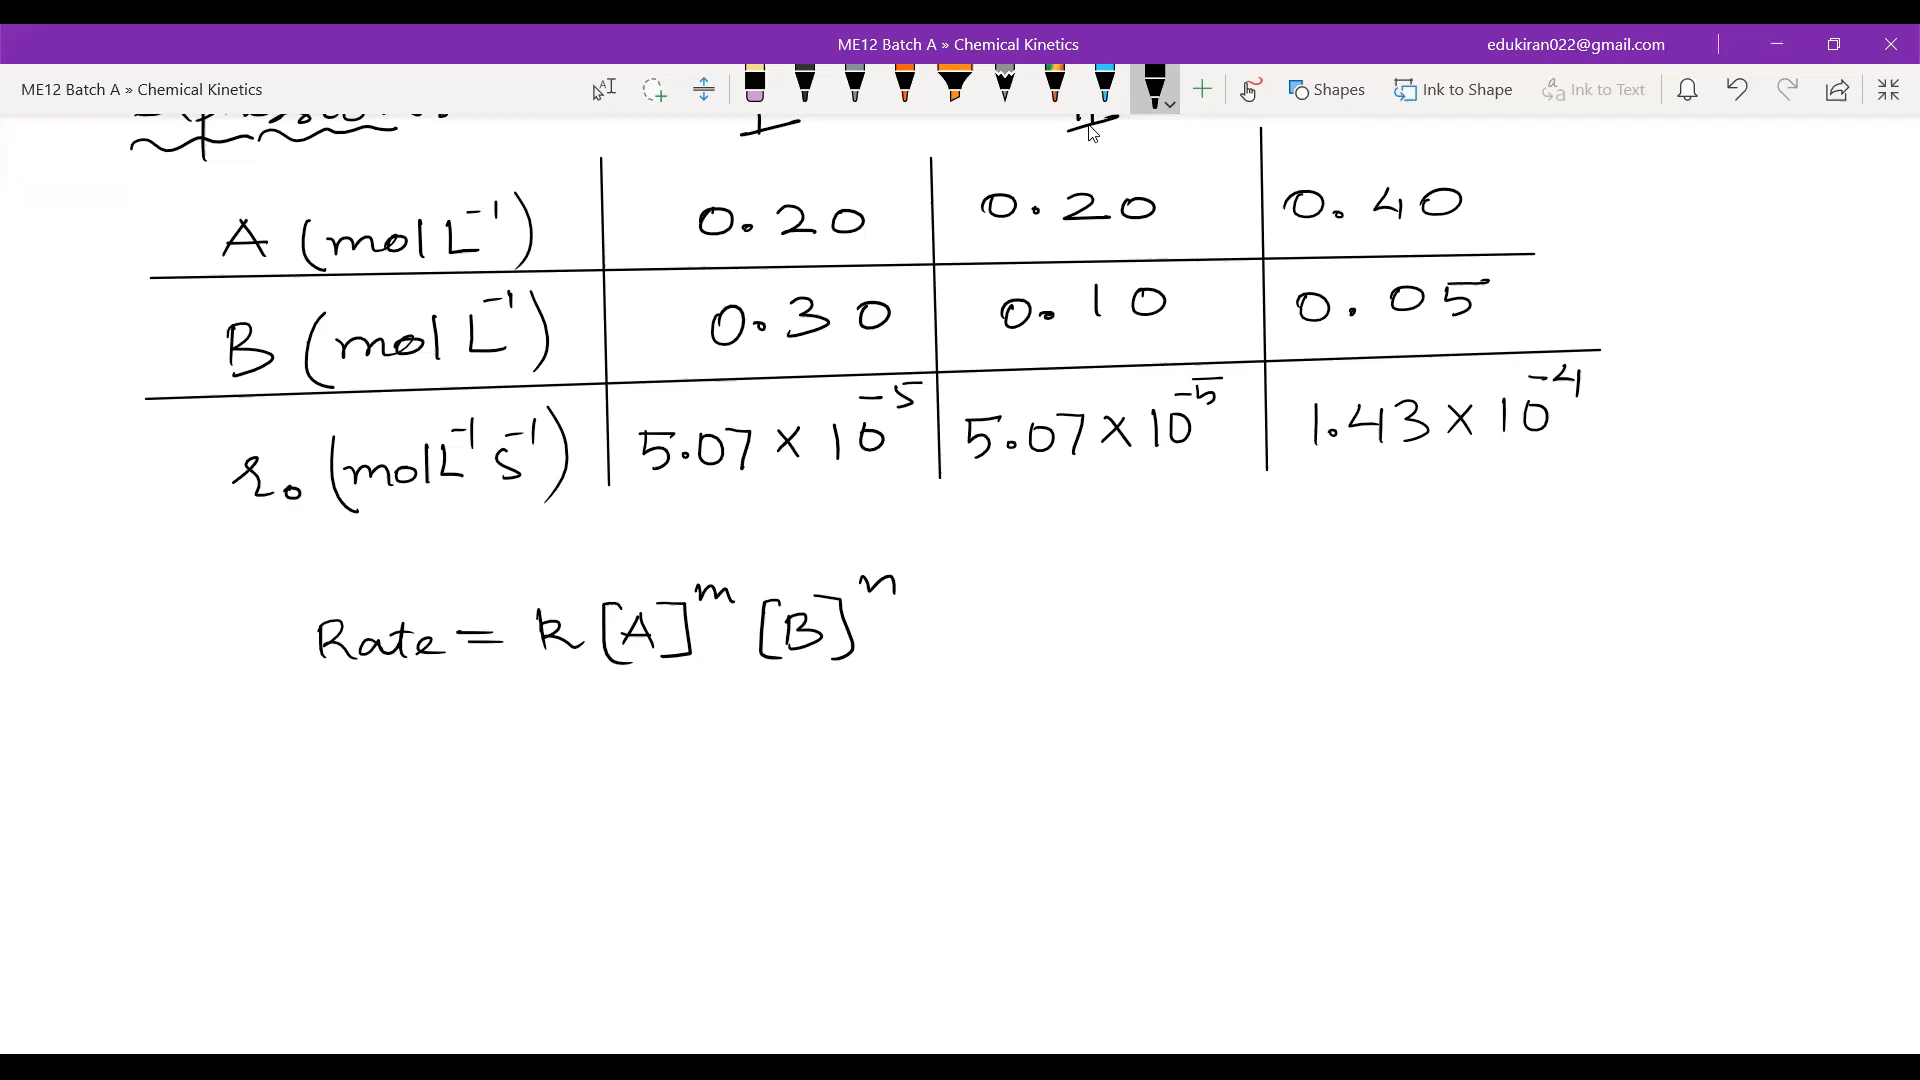 ME12 Batch A » Chemical Kinetics edukiran022@gmail.com
ME12 Batch A » Chemical Kinetics Shapes Ink to Shape Ink to Text
I II
A (mol L⁻¹) 0.20 0.20 0.40
B (mol L⁻¹) 0.30 0.10 0.05
r₀ (mol L⁻¹ s⁻¹) 5.07 × 10⁻⁵ 5.07 × 10⁻⁵ 1.43 × 10⁻⁴
Rate = k [A]ᵐ [B]ⁿ